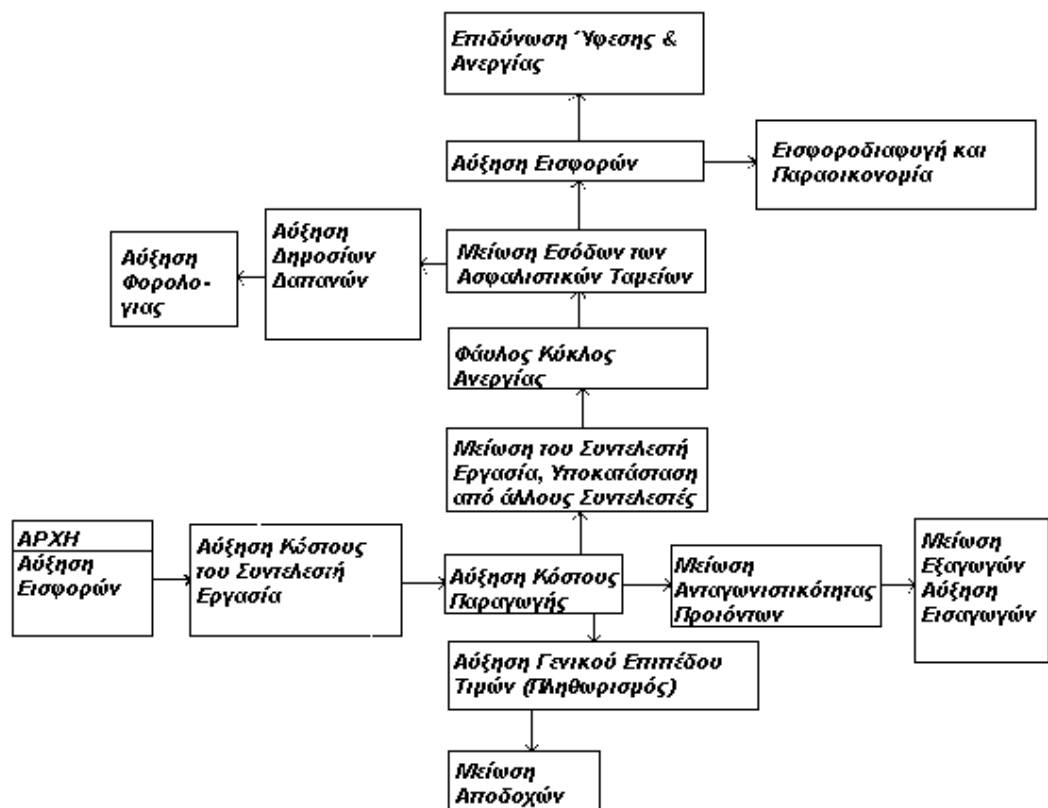 Επιδύνωση Ύφεσης &
Ανεργίας
Αύξηση Εισφορών
Εισφοροδιαφυγή και
Παραοικονομία
Αύξηση
Φορολο-
γιας
Αύξηση
Δημοσίων
Δαπανών
Μείωση Εσόδων των
Ασφαλιστικών Ταμείων
Φάυλος Κύκλος
Ανεργίας
Μείωση του Συντελεστή
Εργασία, Υποκατάσταση
από άλλους Συντελεστές
ΑΡΧΗ
Αύξηση
Εισφορών
Αύξηση Κόστους
του Συντελεστή
Εργασία
Αύξηση Κόστους
Παραγωγής
Μείωση
Ανταγωνιστικότητας
Προιόντων
Μείωση
Εξαγωγών
Αύξηση
Εισαγωγών
Αύξηση Γενικού Επιπέδου
Τιμών (Πληθωρισμός)
Μείωση
Αποδοχών